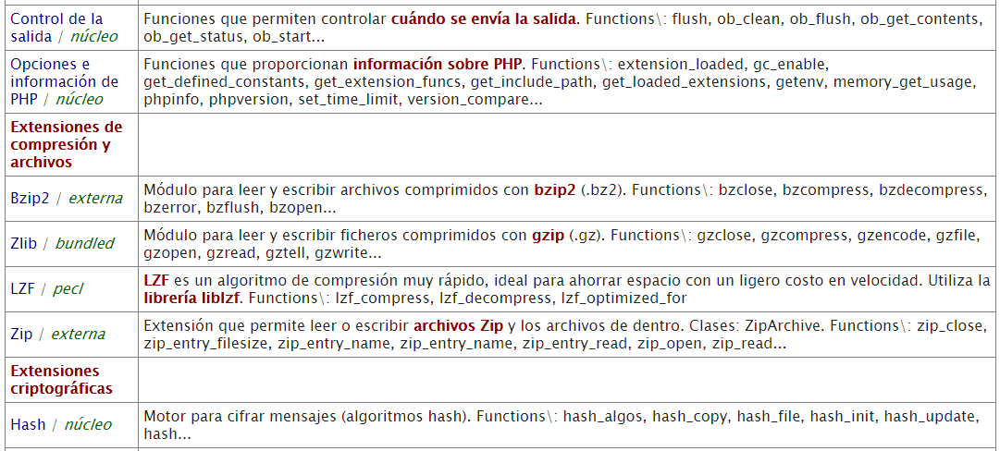 Control de la
salida / núcleo
Funciones que permiten controlar cuándo se envía la salida. Functions\: flush, ob_clean, ob_flush, ob_get_contents,
ob_get_status, ob_start...
Opciones e
información de
PHP / núcleo
Funciones que proporcionan información sobre PHP. Functions\: extension_loaded, gc_enable,
get_defined_constants, get_extension_funcs, get_include_path, get_loaded_extensions, getenv, memory_get_usage,
phpinfo, phpversion, set_time_limit, version_compare...
Extensiones de
compresión y
archivos
Bzip2 / externa
Módulo para leer y escribir archivos comprimidos con bzip2 (.bz2). Functions\: bzclose, bzcompress, bzdecompress,
bzerror, bzflush, bzopen...
Zlib / bundled
Módulo para leer y escribir ficheros comprimidos con gzip (.gz). Functions\: gzclose, gzcompress, gzencode, gzfile,
gzopen, gzread, gztell, gzwrite...
LZF / pecl
LZF es un algoritmo de compresión muy rápido, ideal para ahorrar espacio con un ligero costo en velocidad. Utiliza la
librería liblzf. Functions\: lzf_compress, lzf_decompress, lzf_optimized_for
Zip / externa
Extensión que permite leer o escribir archivos Zip y los archivos de dentro. Clases: ZipArchive. Functions\: zip_close,
zip_entry_filesize, zip_entry_name, zip_entry_name, zip_entry_read, zip_open, zip_read...
Extensiones
criptográficas
Hash / núcleo
Motor para cifrar mensajes (algoritmos hash). Functions\: hash_algos, hash_copy, hash_file, hash_init, hash_update,
hash...